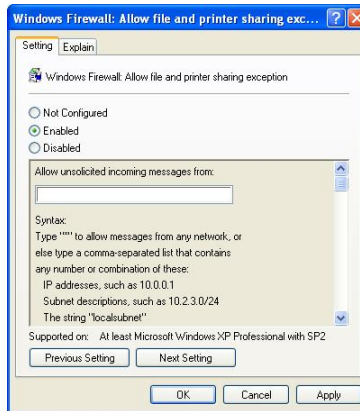 Windows Firewall: Allow file and printer sharing exc...
Setting Explain
Windows Firewall: Allow file and printer sharing exception
Not Configured
Enabled
Disabled
Allow unsolicited incoming messages from:
Syntax:
Type "*" to allow messages from any network, or
else type a comma-separated list that contains
any number or combination of these:
IP addresses, such as 10.0.0.1
Subnet descriptions, such as 10.2.3.0/24
The string "localsubnet"
Supported on: At least Microsoft Windows XP Professional with SP2
Previous Setting Next Setting
OK Cancel Apply